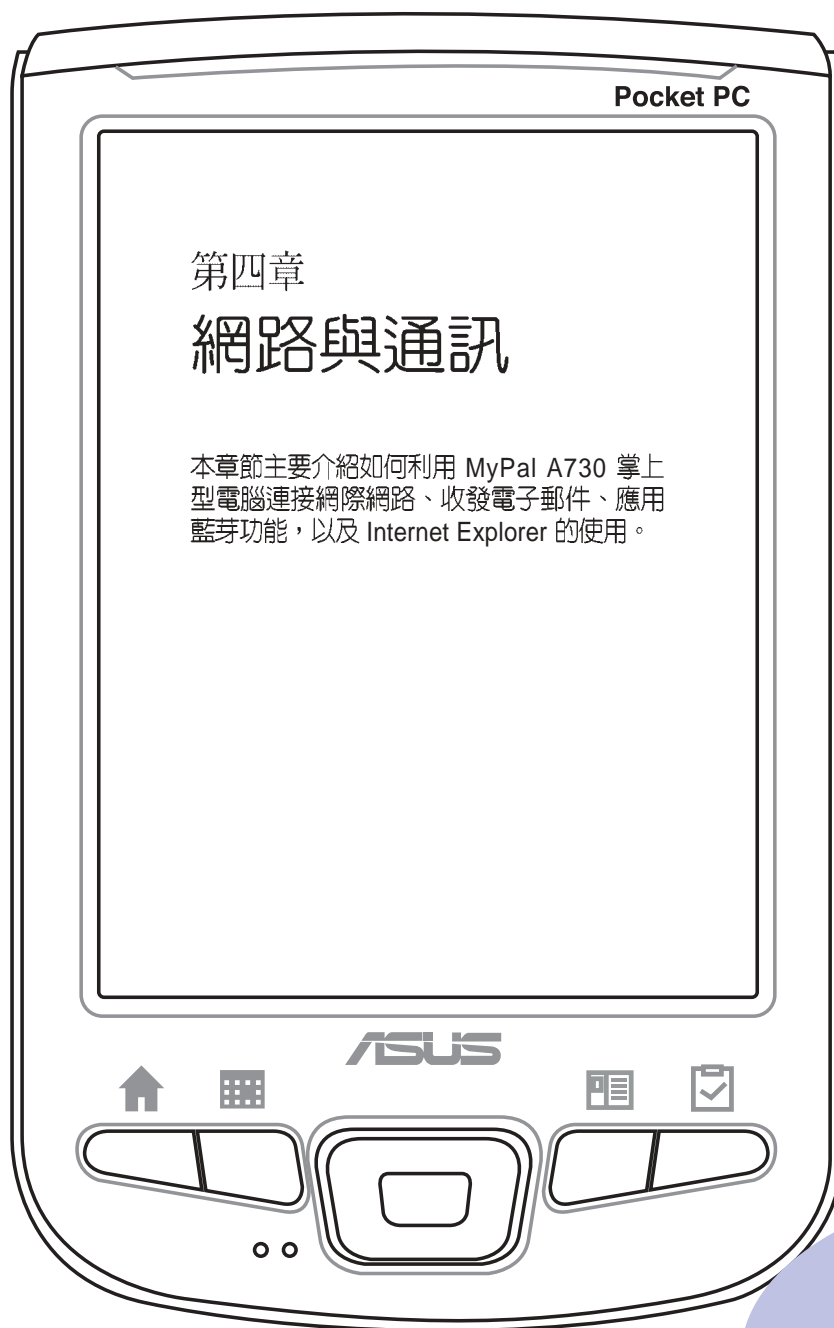 Pocket PC
第四章
網路與通訊
本章節主要介紹如何利用 MyPal A730 掌上
型電腦連接網際網路、收發電子郵件、應用
藍芽功能，以及 Internet Explorer 的使用。
ASUS